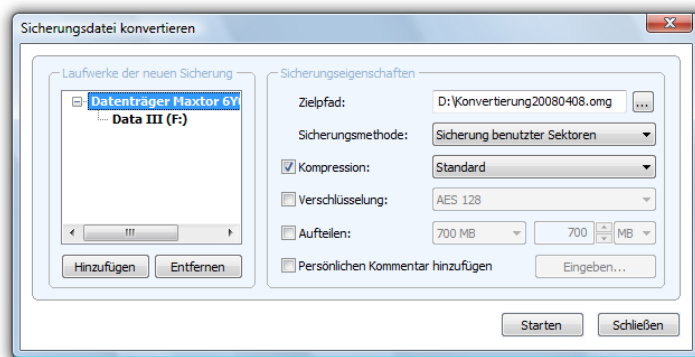 Sicherungsdatei konvertieren
Laufwerke der neuen Sicherung
Datenträger Maxtor 6Y
Data III (F:)
Hinzufügen Entfernen
Sicherungseigenschaften
Zielpfad: D:\Konvertierung20080408.omg ...
Sicherungsmethode: Sicherung benutzter Sektoren
Kompression: Standard
Verschlüsselung: AES 128
Aufteilen: 700 MB 700 MB
Persönlichen Kommentar hinzufügen Eingeben...
Starten Schließen